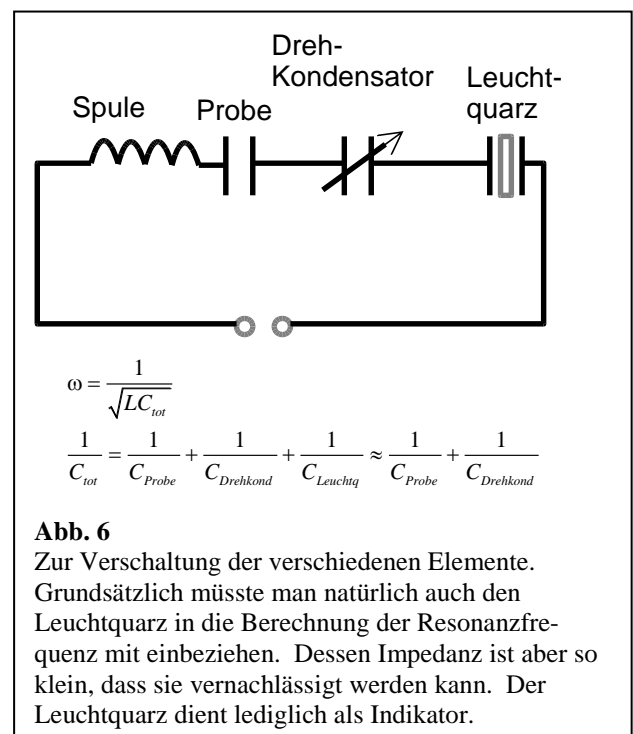 Dreh-
Kondensator
Leucht-
quarz
Spule
Probe
ω = 1 / √(LC_tot)
1/C_tot = 1/C_Probe + 1/C_Drehkond + 1/C_Leuchtq ≈ 1/C_Probe + 1/C_Drehkond
Abb. 6
Zur Verschaltung der verschiedenen Elemente.
Grundsätzlich müsste man natürlich auch den
Leuchtquarz in die Berechnung der Resonanzfre-
quenz mit einbeziehen. Dessen Impedanz ist aber so
klein, dass sie vernachlässigt werden kann. Der
Leuchtquarz dient lediglich als Indikator.